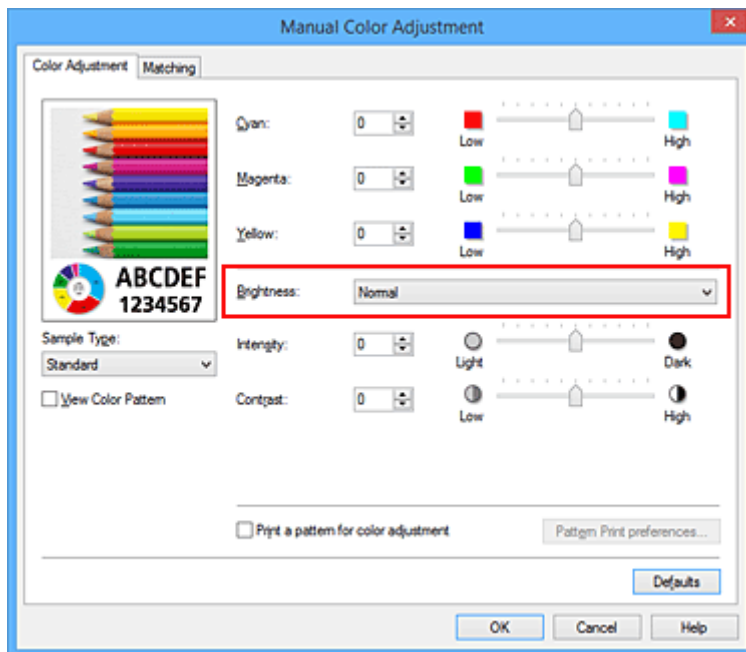 Manual Color Adjustment
Color Adjustment
Matching
ABCDEF
1234567
Sample Type:
Standard
View Color Pattern
Cyan:
0
Low
High
Magenta:
0
Low
High
Yellow:
0
Low
High
Brightness:
Normal
Intensity:
0
Light
Dark
Contrast:
0
Low
High
Print a pattern for color adjustment
Pattern Print preferences...
Defaults
OK
Cancel
Help